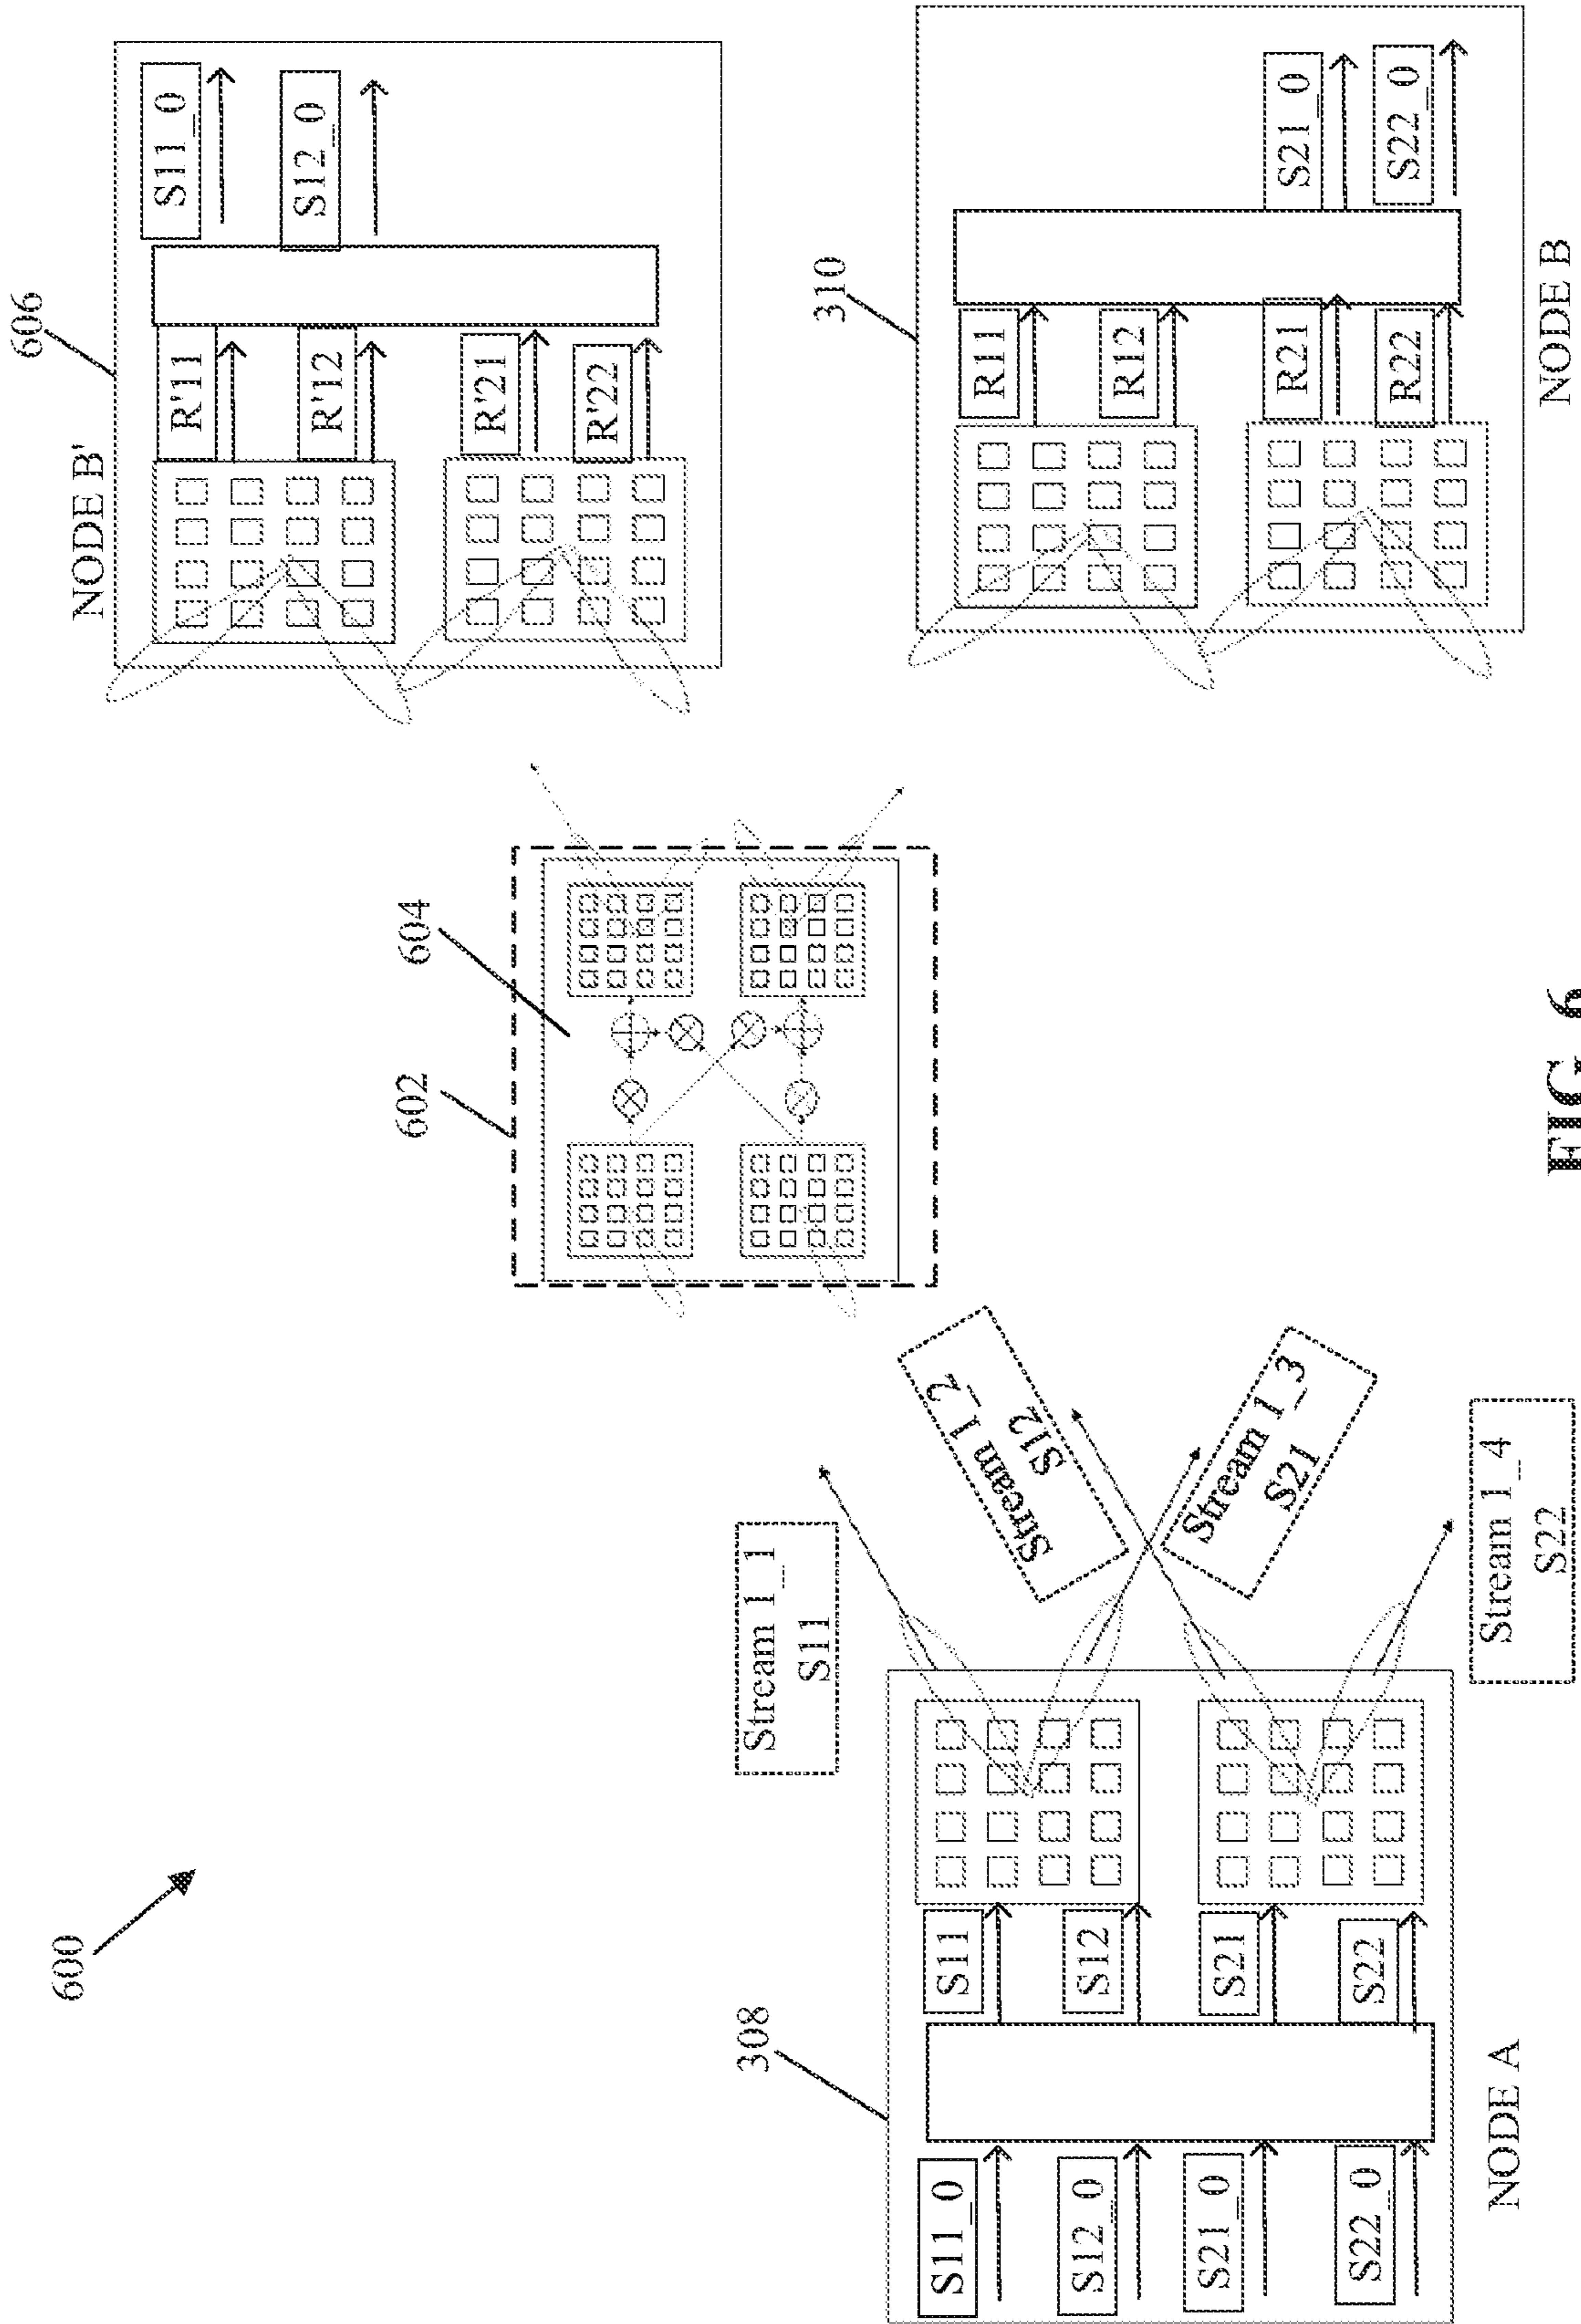 600
308
S11_0
S12_0
S21_0
S22_0
S11
S12
S21
S22
NODE A
Stream 1_1
S11
Stream 1_2
S12
Stream 1_3
S21
Stream 1_4
S22
602
604
NODE B'
606
R'11
R'12
R'21
R'22
S11_0
S12_0
310
R11
R12
R21
R22
S21_0
S22_0
NODE B
FIG. 6